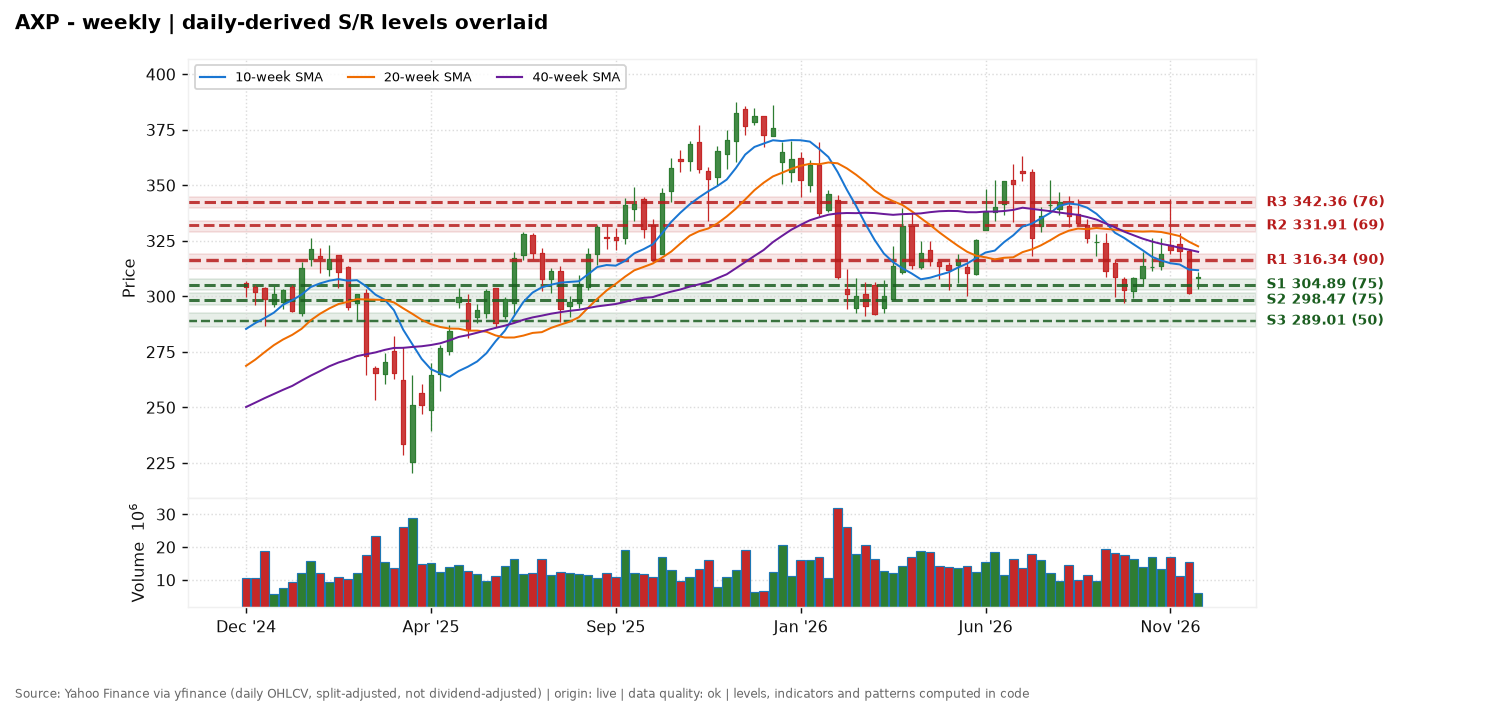 AXP - weekly | daily-derived S/R levels overlaid
10-week SMA 20-week SMA 40-week SMA
Price
400
375
350
325
300
275
250
225
R3 342.36 (76)
R2 331.91 (69)
R1 316.34 (90)
S1 304.89 (75)
S2 298.47 (75)
S3 289.01 (50)
Volume 10⁶
30
20
10
Dec '24 Apr '25 Sep '25 Jan '26 Jun '26 Nov '26
Source: Yahoo Finance via yfinance (daily OHLCV, split-adjusted, not dividend-adjusted) | origin: live | data quality: ok | levels, indicators and patterns computed in code